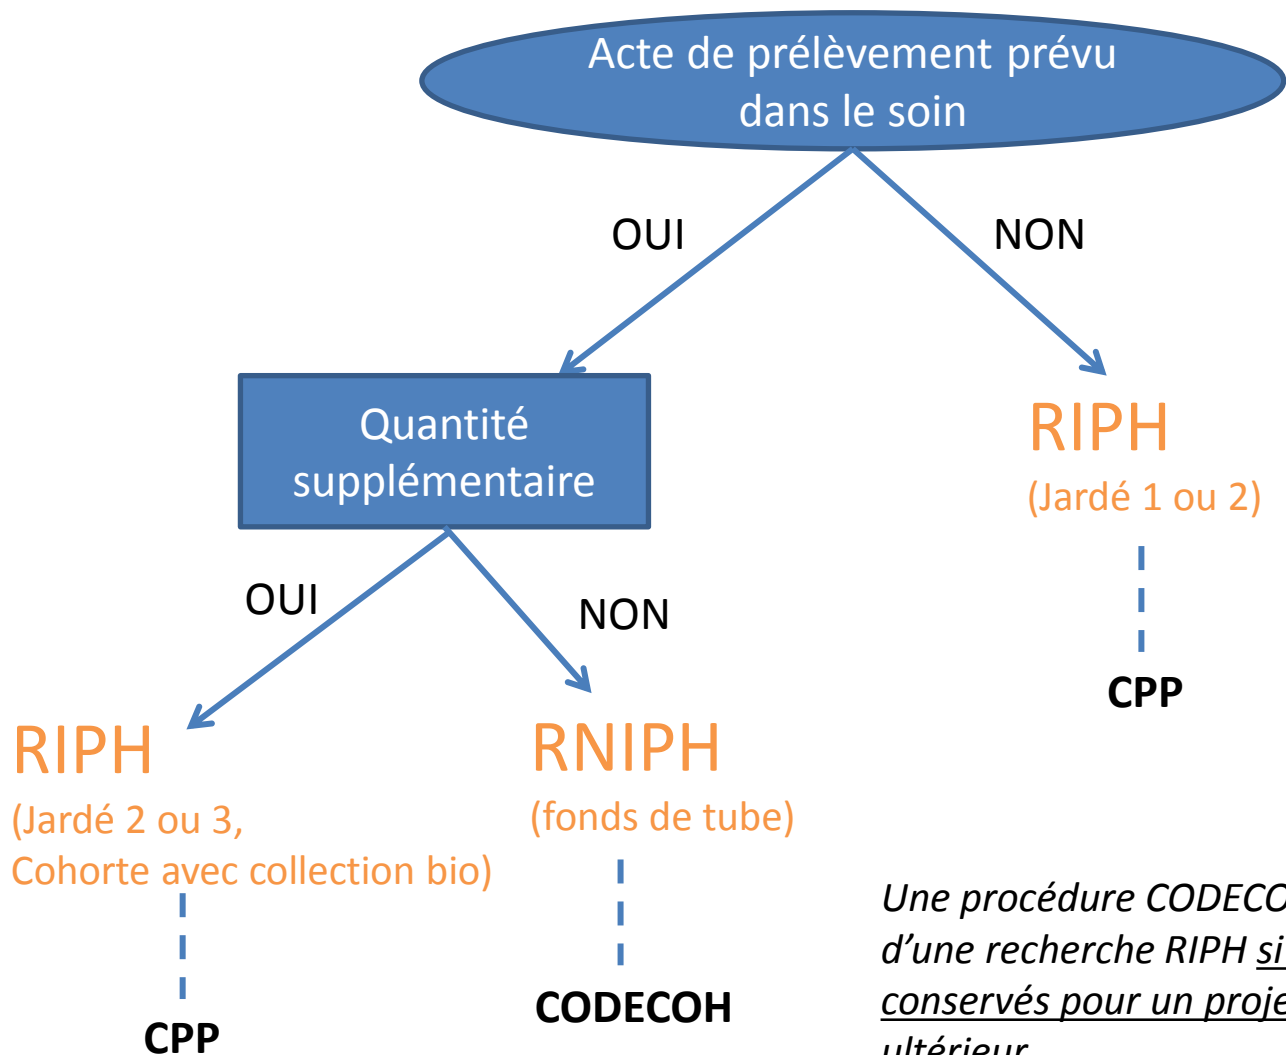 Acte de prélèvement prévu
dans le soin
OUI
NON
Quantité
supplémentaire
RIPH
(Jardé 1 ou 2)
OUI
NON
CPP
RIPH
(Jardé 2 ou 3,
Cohorte avec collection bio)
RNIPH
(fonds de tube)
CPP
CODECOH
Une procédure
d’une recherche RIPH si
conservés pour un
ultérieur